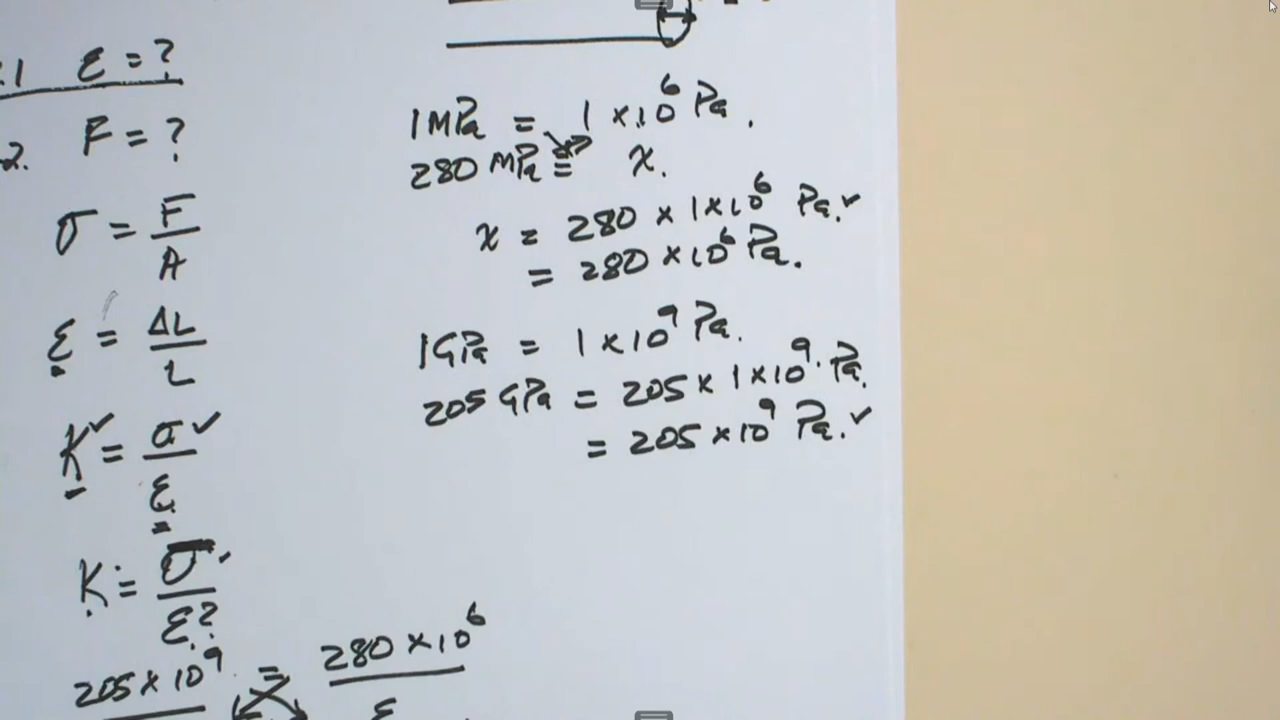 .1 ε = ?
2. F = ?
σ = F/A
ε = ΔL/L
K✓ = σ/ε ✓
K = σ/ε?
205 × 10⁹ = 280 × 10⁶/ε
1MPa = 1 × 10⁶ Pa.
280 MPa = x.
x = 280 × 1 × 10⁶ Pa.✓
= 280 × 10⁶ Pa.
1GPa = 1 × 10⁹ Pa.
205 GPa = 205 × 1 × 10⁹. Pa.
= 205 × 10⁹ Pa.✓